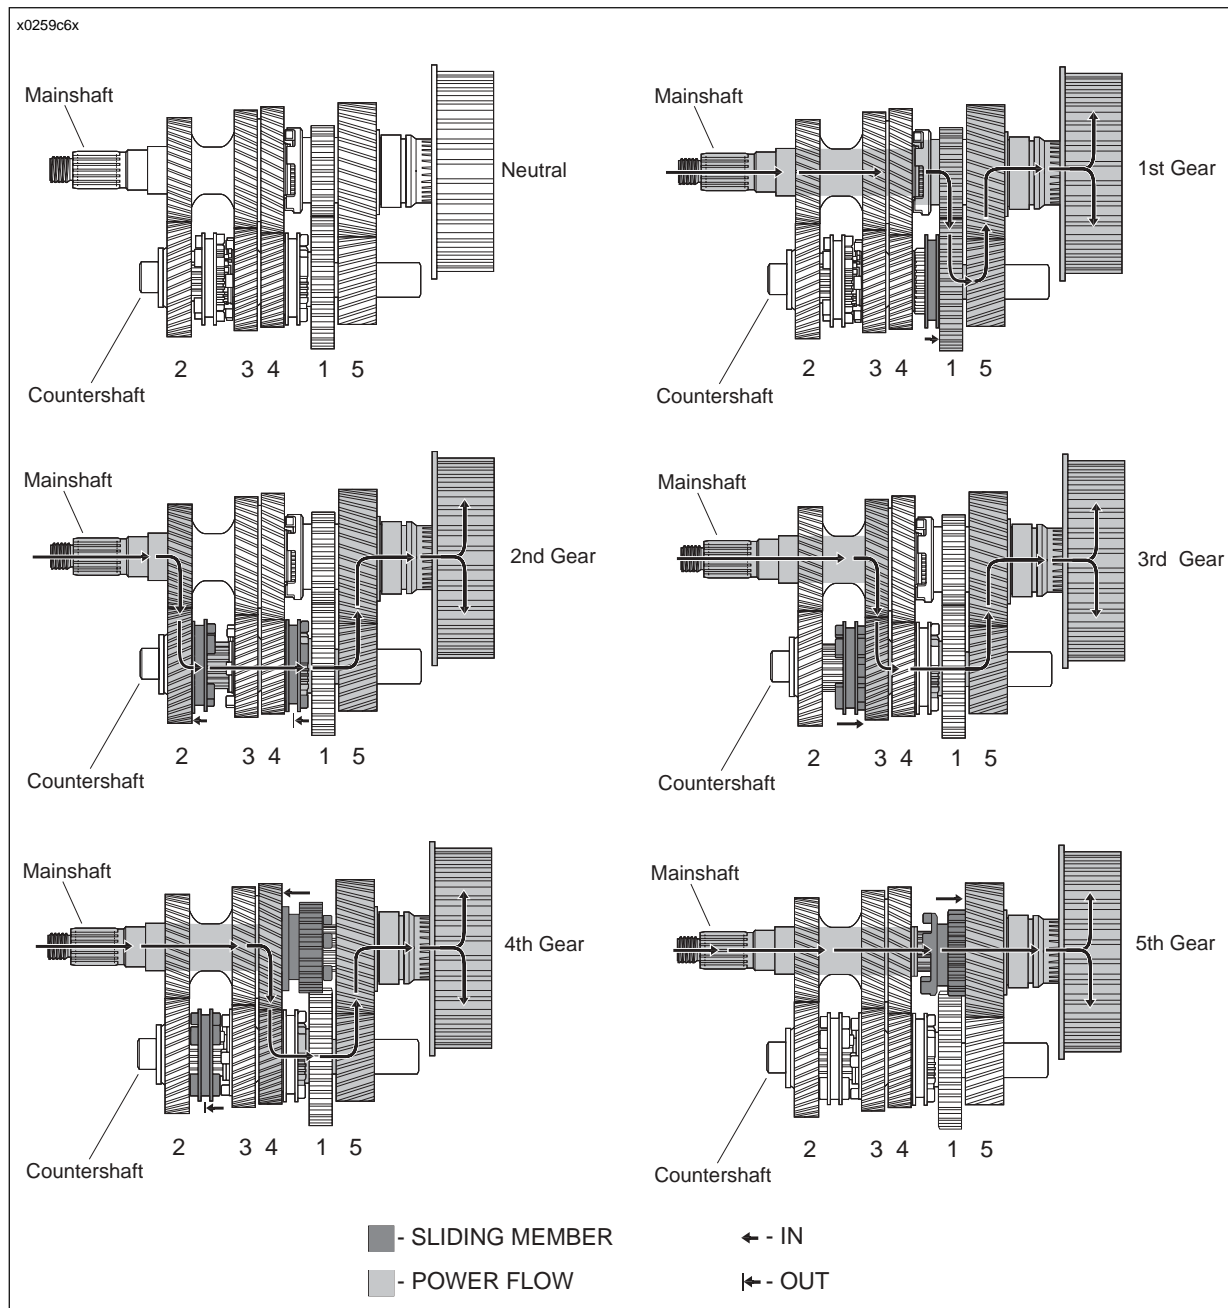 x0259c6x
Mainshaft
Neutral
2 3 4 1 5
Countershaft
Mainshaft
1st Gear
2 3 4 1 5
Countershaft
Mainshaft
2nd Gear
2 3 4 1 5
Countershaft
Mainshaft
3rd Gear
2 3 4 1 5
Countershaft
Mainshaft
4th Gear
2 3 4 1 5
Countershaft
Mainshaft
5th Gear
2 3 4 1 5
Countershaft
- SLIDING MEMBER
- IN
- POWER FLOW
- OUT